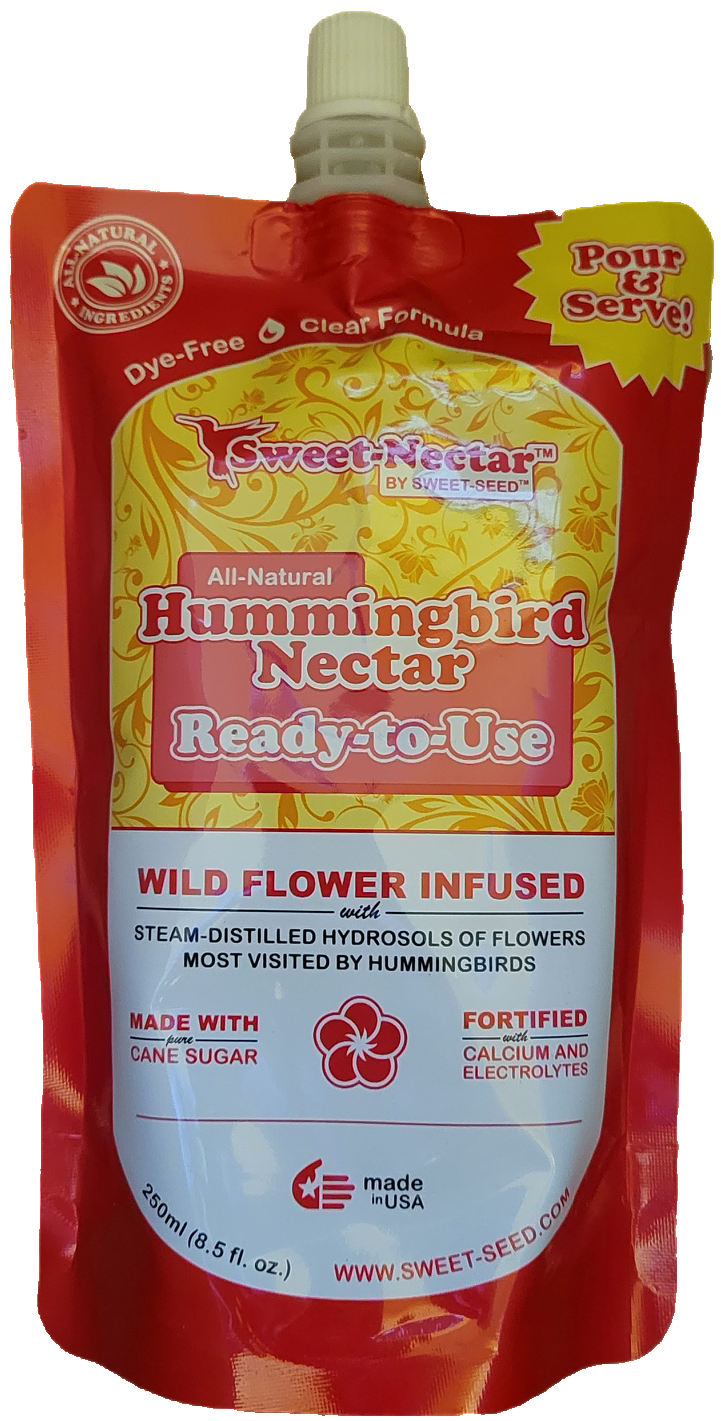 ALL-NATURAL
INGREDIENTS
Pour
&
Serve!
Dye-Free Clear Formula
Sweet-Nectar™
BY SWEET-SEED™
All-Natural
Hummingbird
Nectar
Ready-to-Use
WILD FLOWER INFUSED
with
STEAM-DISTILLED HYDROSOLS OF FLOWERS
MOST VISITED BY HUMMINGBIRDS
MADE WITH
pure
CANE SUGAR
FORTIFIED
with
CALCIUM AND
ELECTROLYTES
made
in USA
250ml (8.5 fl. oz.)
WWW.SWEET-SEED.COM